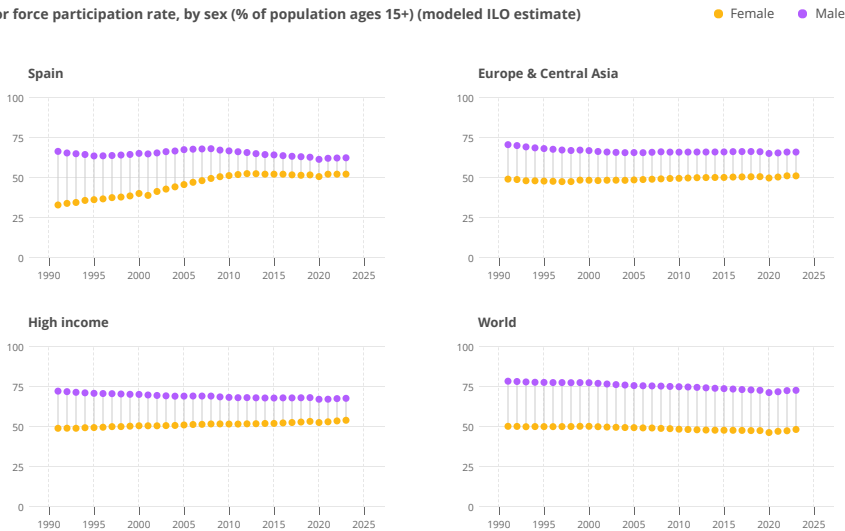 or force participation rate, by sex (% of population ages 15+) (modeled ILO estimate)
Female Male
Spain
100
75
50
25
0
1990 1995 2000 2005 2010 2015 2020 2025
Europe & Central Asia
100
75
50
25
0
1990 1995 2000 2005 2010 2015 2020 2025
High income
100
75
50
25
0
1990 1995 2000 2005 2010 2015 2020 2025
World
100
75
50
25
0
1990 1995 2000 2005 2010 2015 2020 2025